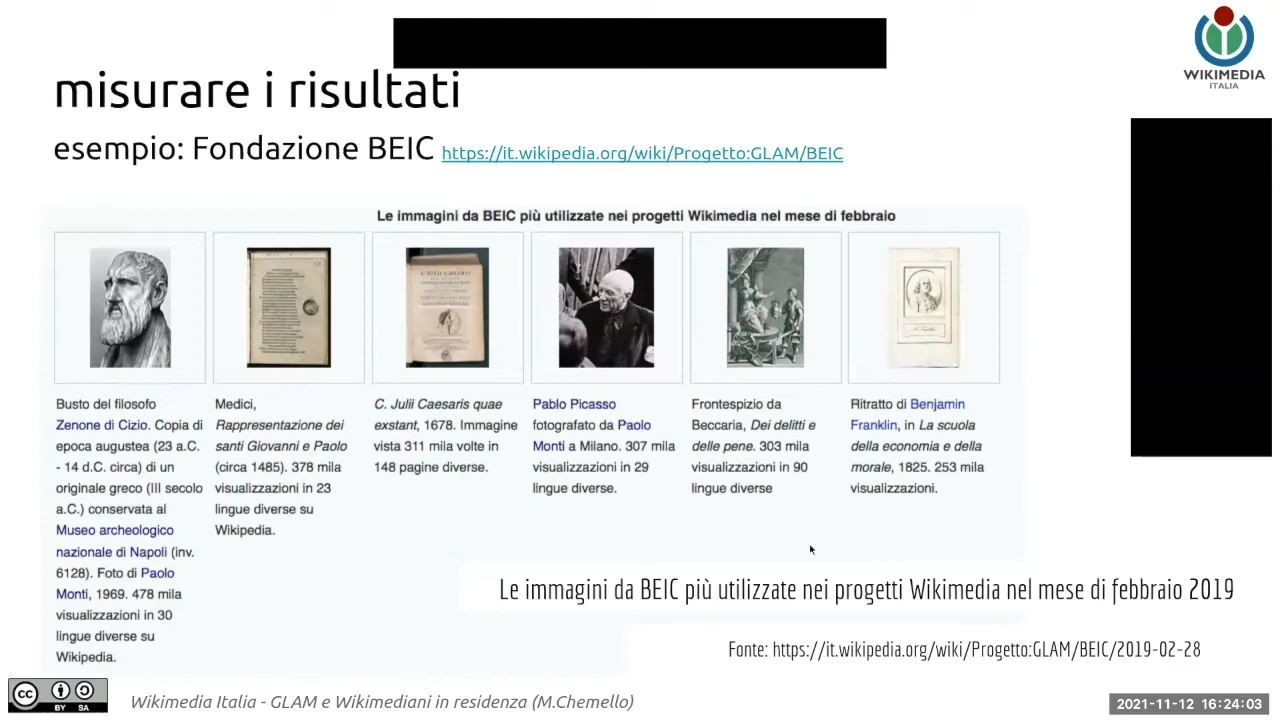 misurare i risultati
WIKIMEDIA
ITALIA
esempio: Fondazione BEIC https://it.wikipedia.org/wiki/Progetto:GLAM/BEIC
Le immagini da BEIC più utilizzate nei progetti Wikimedia nel mese di febbraio
Busto del filosofo
Zenone di Cizio. Copia di
epoca augustea (23 a.C.
- 14 d.C. circa) di un
originale greco (III secolo
a.C.) conservata al
Museo archeologico
nazionale di Napoli (inv.
6128). Foto di Paolo
Monti, 1969. 478 mila
visualizzazioni in 30
lingue diverse su
Wikipedia.
Medici,
Rappresentazione dei
santi Giovanni e Paolo
(circa 1485). 378 mila
visualizzazioni in 23
lingue diverse su
Wikipedia.
C. Julii Caesaris quae
exstant, 1678. Immagine
vista 311 mila volte in
148 pagine diverse.
Pablo Picasso
fotografato da Paolo
Monti a Milano. 307 mila
visualizzazioni in 29
lingue diverse.
Frontespizio da
Beccaria, Dei delitti e
delle pene. 303 mila
visualizzazioni in 90
lingue diverse
Ritratto di Benjamin
Franklin, in La scuola
della economia e della
morale, 1825. 253 mila
visualizzazioni.
Le immagini da BEIC più utilizzate nei progetti Wikimedia nel mese di febbraio 2019
Fonte: https://it.wikipedia.org/wiki/Progetto:GLAM/BEIC/2019-02-28
CC BY SA
Wikimedia Italia - GLAM e Wikimediani in residenza (M.Chemello)
2021-11-12 16:24:03